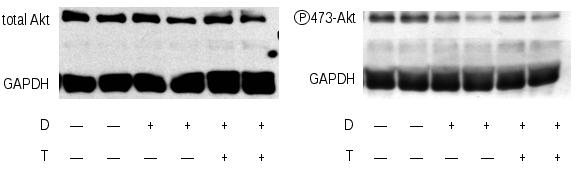 total Akt
GAPDH
D — — + + + +
T — — + +
Ⓟ473-Akt
GAPDH
D — — + + + +
T — — + +